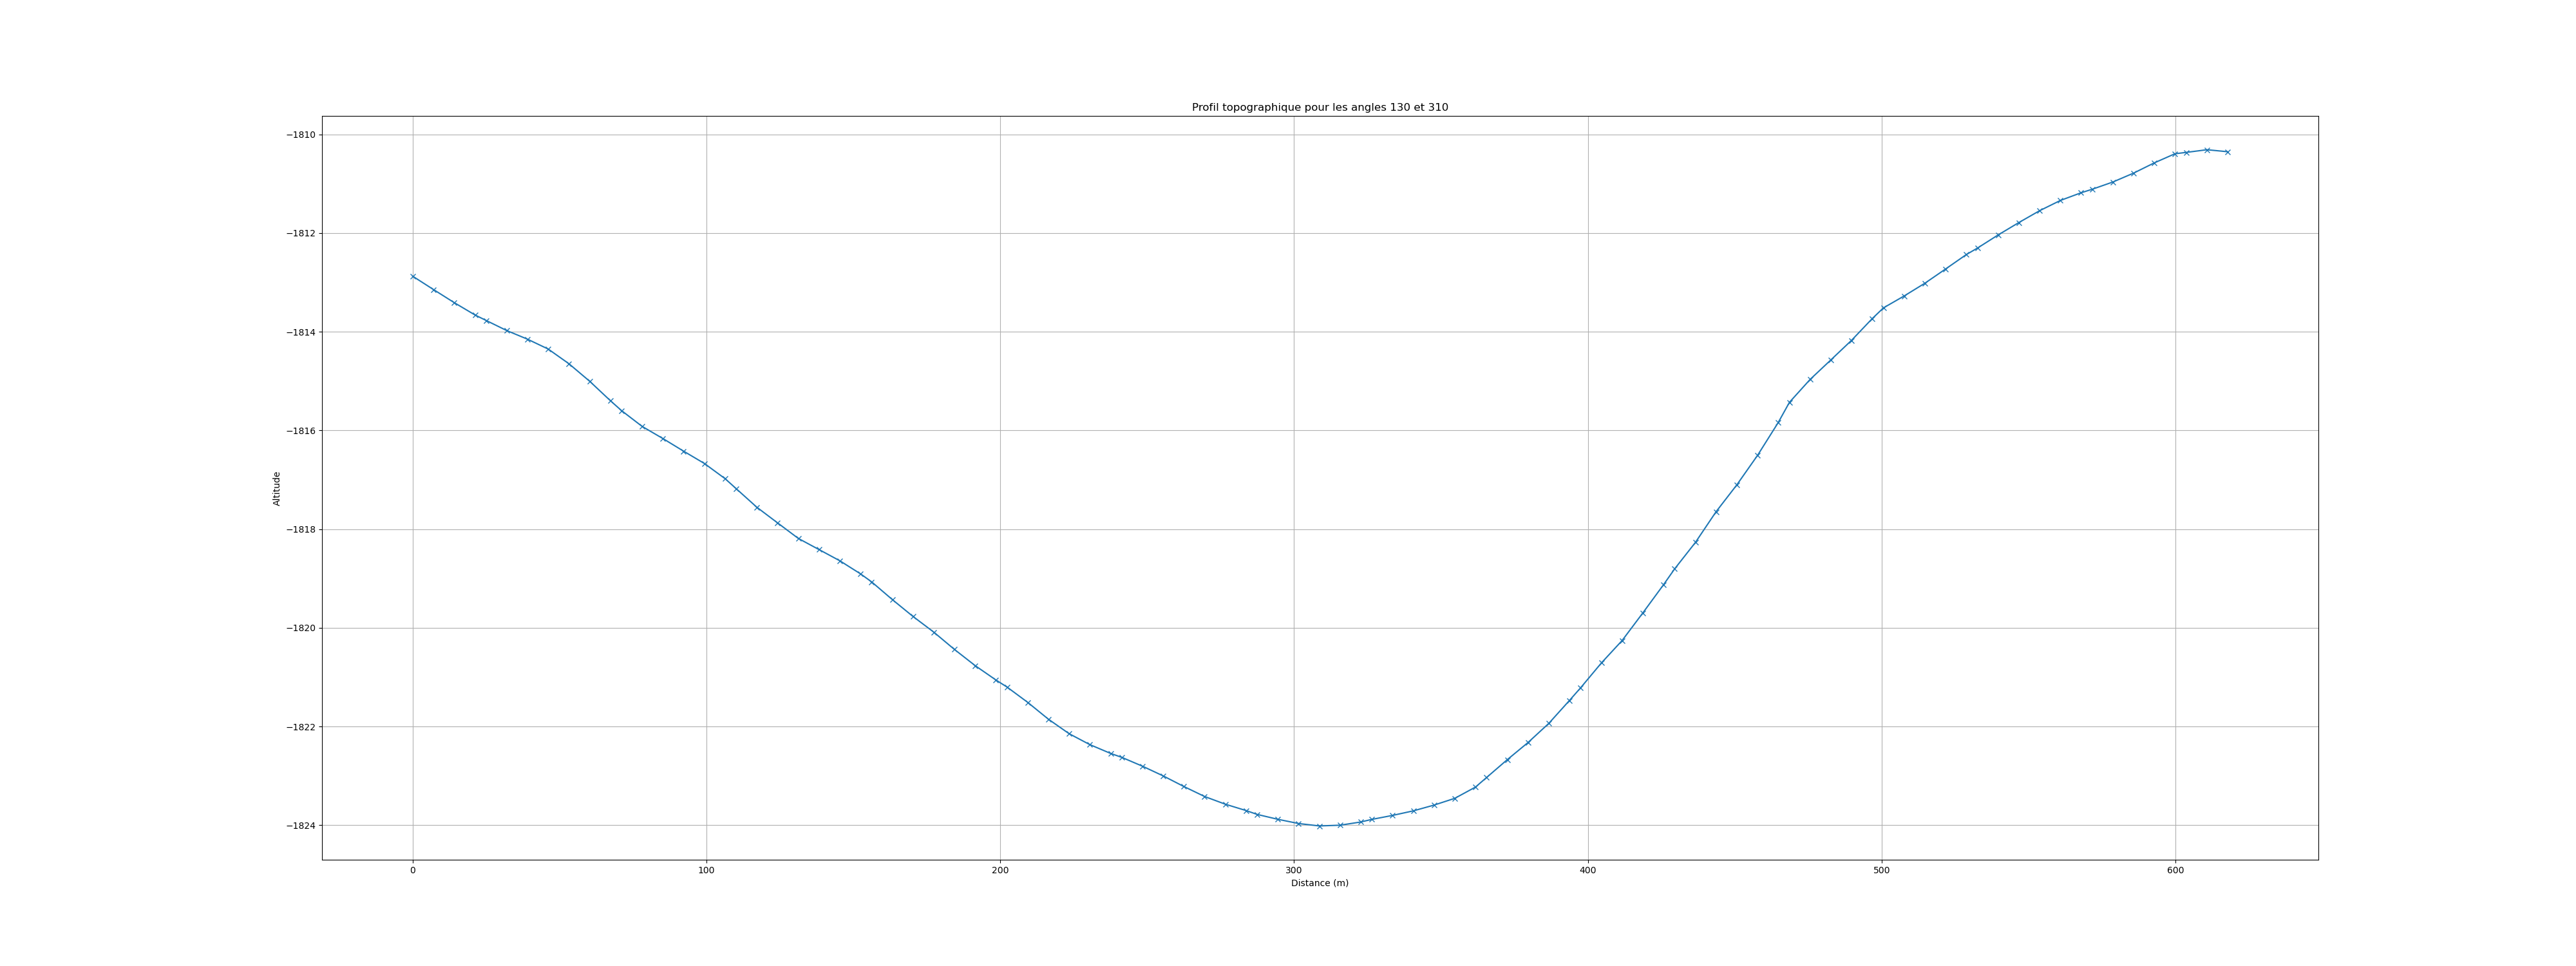 Profil topographique pour les angles 130 et 310
−1810
−1812
−1814
−1816
−1818
−1820
−1822
−1824
Altitude
0 100 200 300 400 500 600
Distance (m)